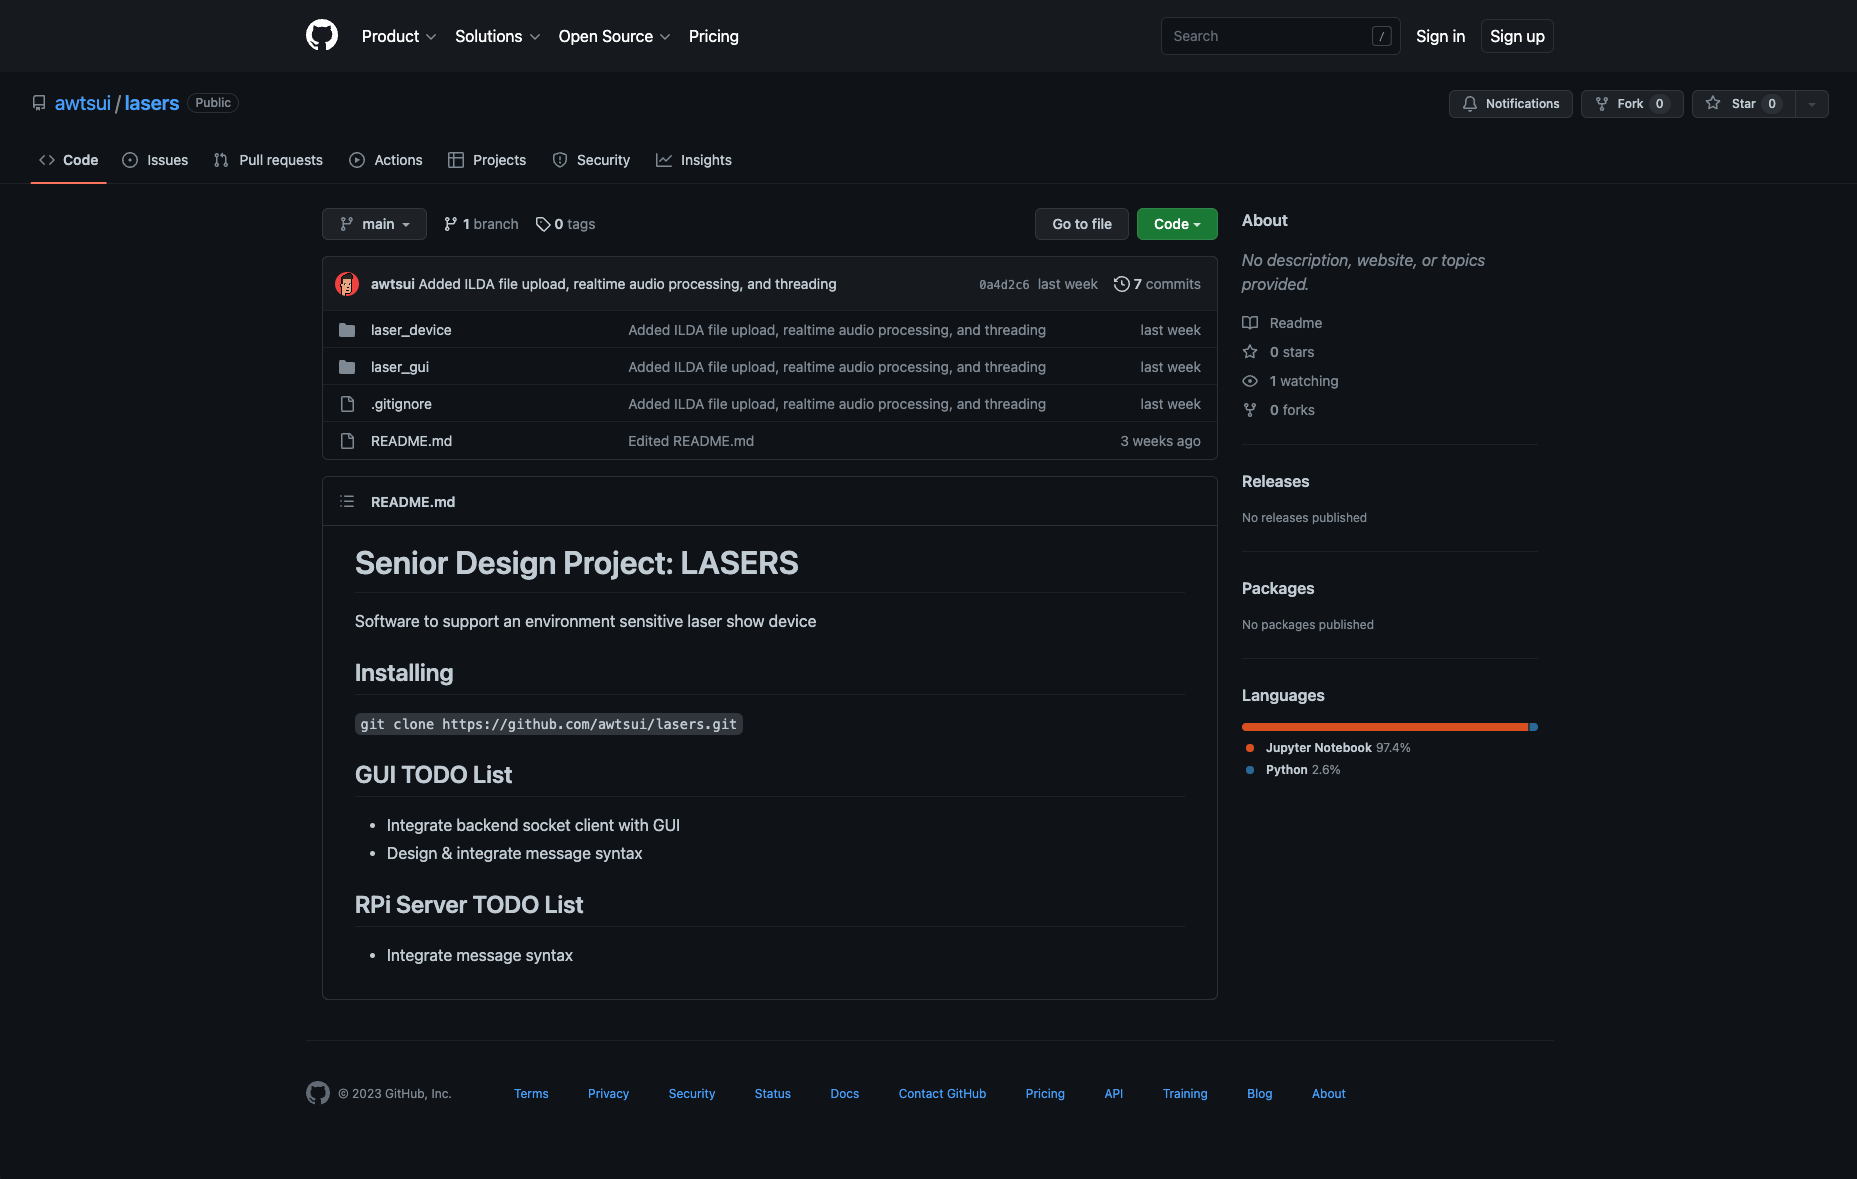 Product Solutions Open Source Pricing Search / Sign in Sign up
awtsui / lasers Public Notifications Fork 0 Star 0
Code Issues Pull requests Actions Projects Security Insights
main 1 branch 0 tags Go to file Code
awtsui Added ILDA file upload, realtime audio processing, and threading 0a4d2c6 last week 7 commits
laser_device Added ILDA file upload, realtime audio processing, and threading last week
laser_gui Added ILDA file upload, realtime audio processing, and threading last week
.gitignore Added ILDA file upload, realtime audio processing, and threading last week
README.md Edited README.md 3 weeks ago
README.md
Senior Design Project: LASERS
Software to support an environment sensitive laser show device
Installing
git clone https://github.com/awtsui/lasers.git
GUI TODO List
• Integrate backend socket client with GUI
• Design & integrate message syntax
RPi Server TODO List
• Integrate message syntax
About
No description, website, or topics
provided.
Readme
0 stars
1 watching
0 forks
Releases
No releases published
Packages
No packages published
Languages
Jupyter Notebook 97.4%
Python 2.6%
© 2023 GitHub, Inc. Terms Privacy Security Status Docs Contact GitHub Pricing API Training Blog About